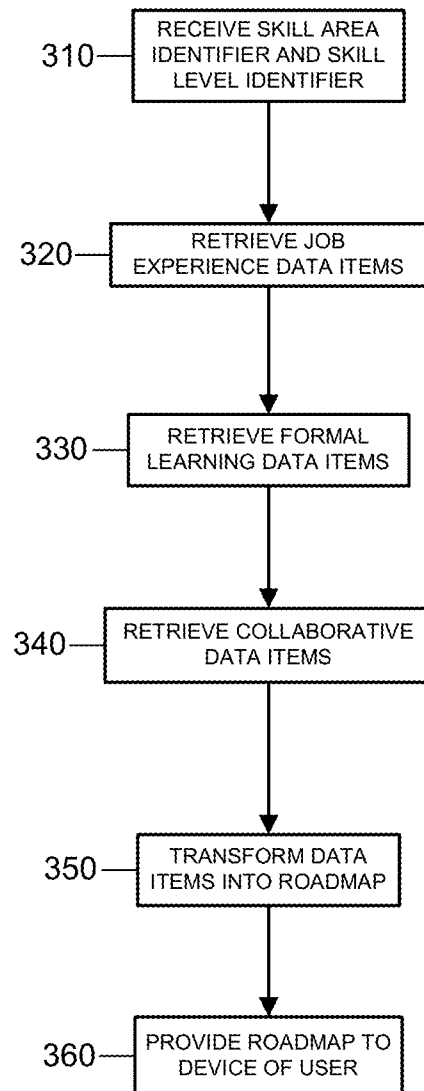 310
RECEIVE SKILL AREA
IDENTIFIER AND SKILL
LEVEL IDENTIFIER
320
RETRIEVE JOB
EXPERIENCE DATA ITEMS
330
RETRIEVE FORMAL
LEARNING DATA ITEMS
340
RETRIEVE COLLABORATIVE
DATA ITEMS
350
TRANSFORM DATA
ITEMS INTO ROADMAP
360
PROVIDE ROADMAP TO
DEVICE OF USER